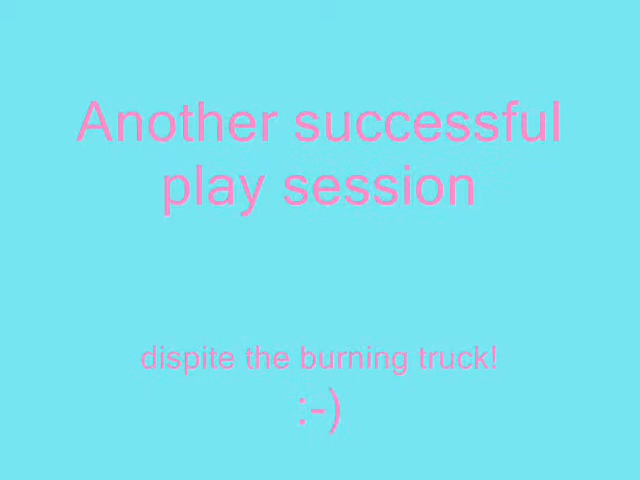 Another successful
play session
dispite the burning truck!
:-)